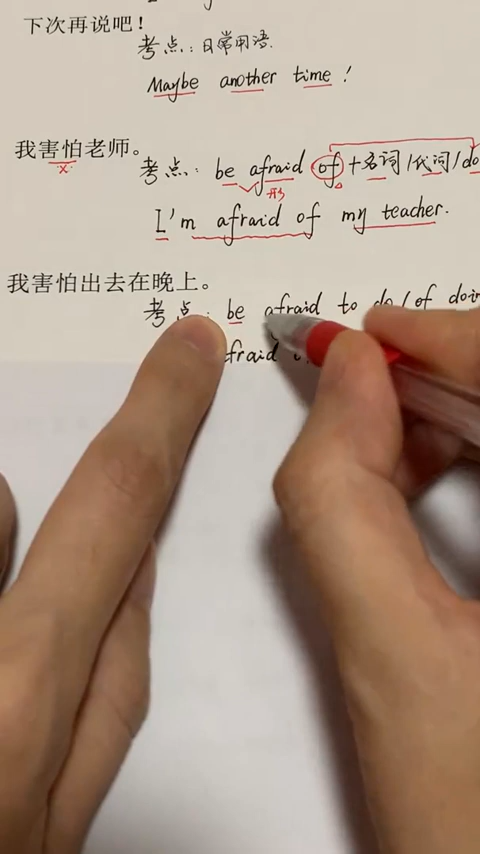 下次再说吧!
考点:日常用语.
Maybe another time!
我害怕老师。
考点: be afraid of +名词/代词/do
形
I'm afraid of my teacher.
我害怕出去在晚上。
考点: be afraid to do/of doin
fraid